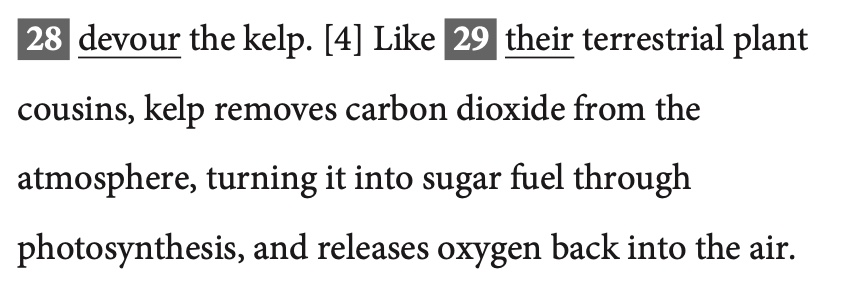 28 devour the kelp. [4] Like 29 their terrestrial plant
cousins, kelp removes carbon dioxide from the
atmosphere, turning it into sugar fuel through
photosynthesis, and releases oxygen back into the air.